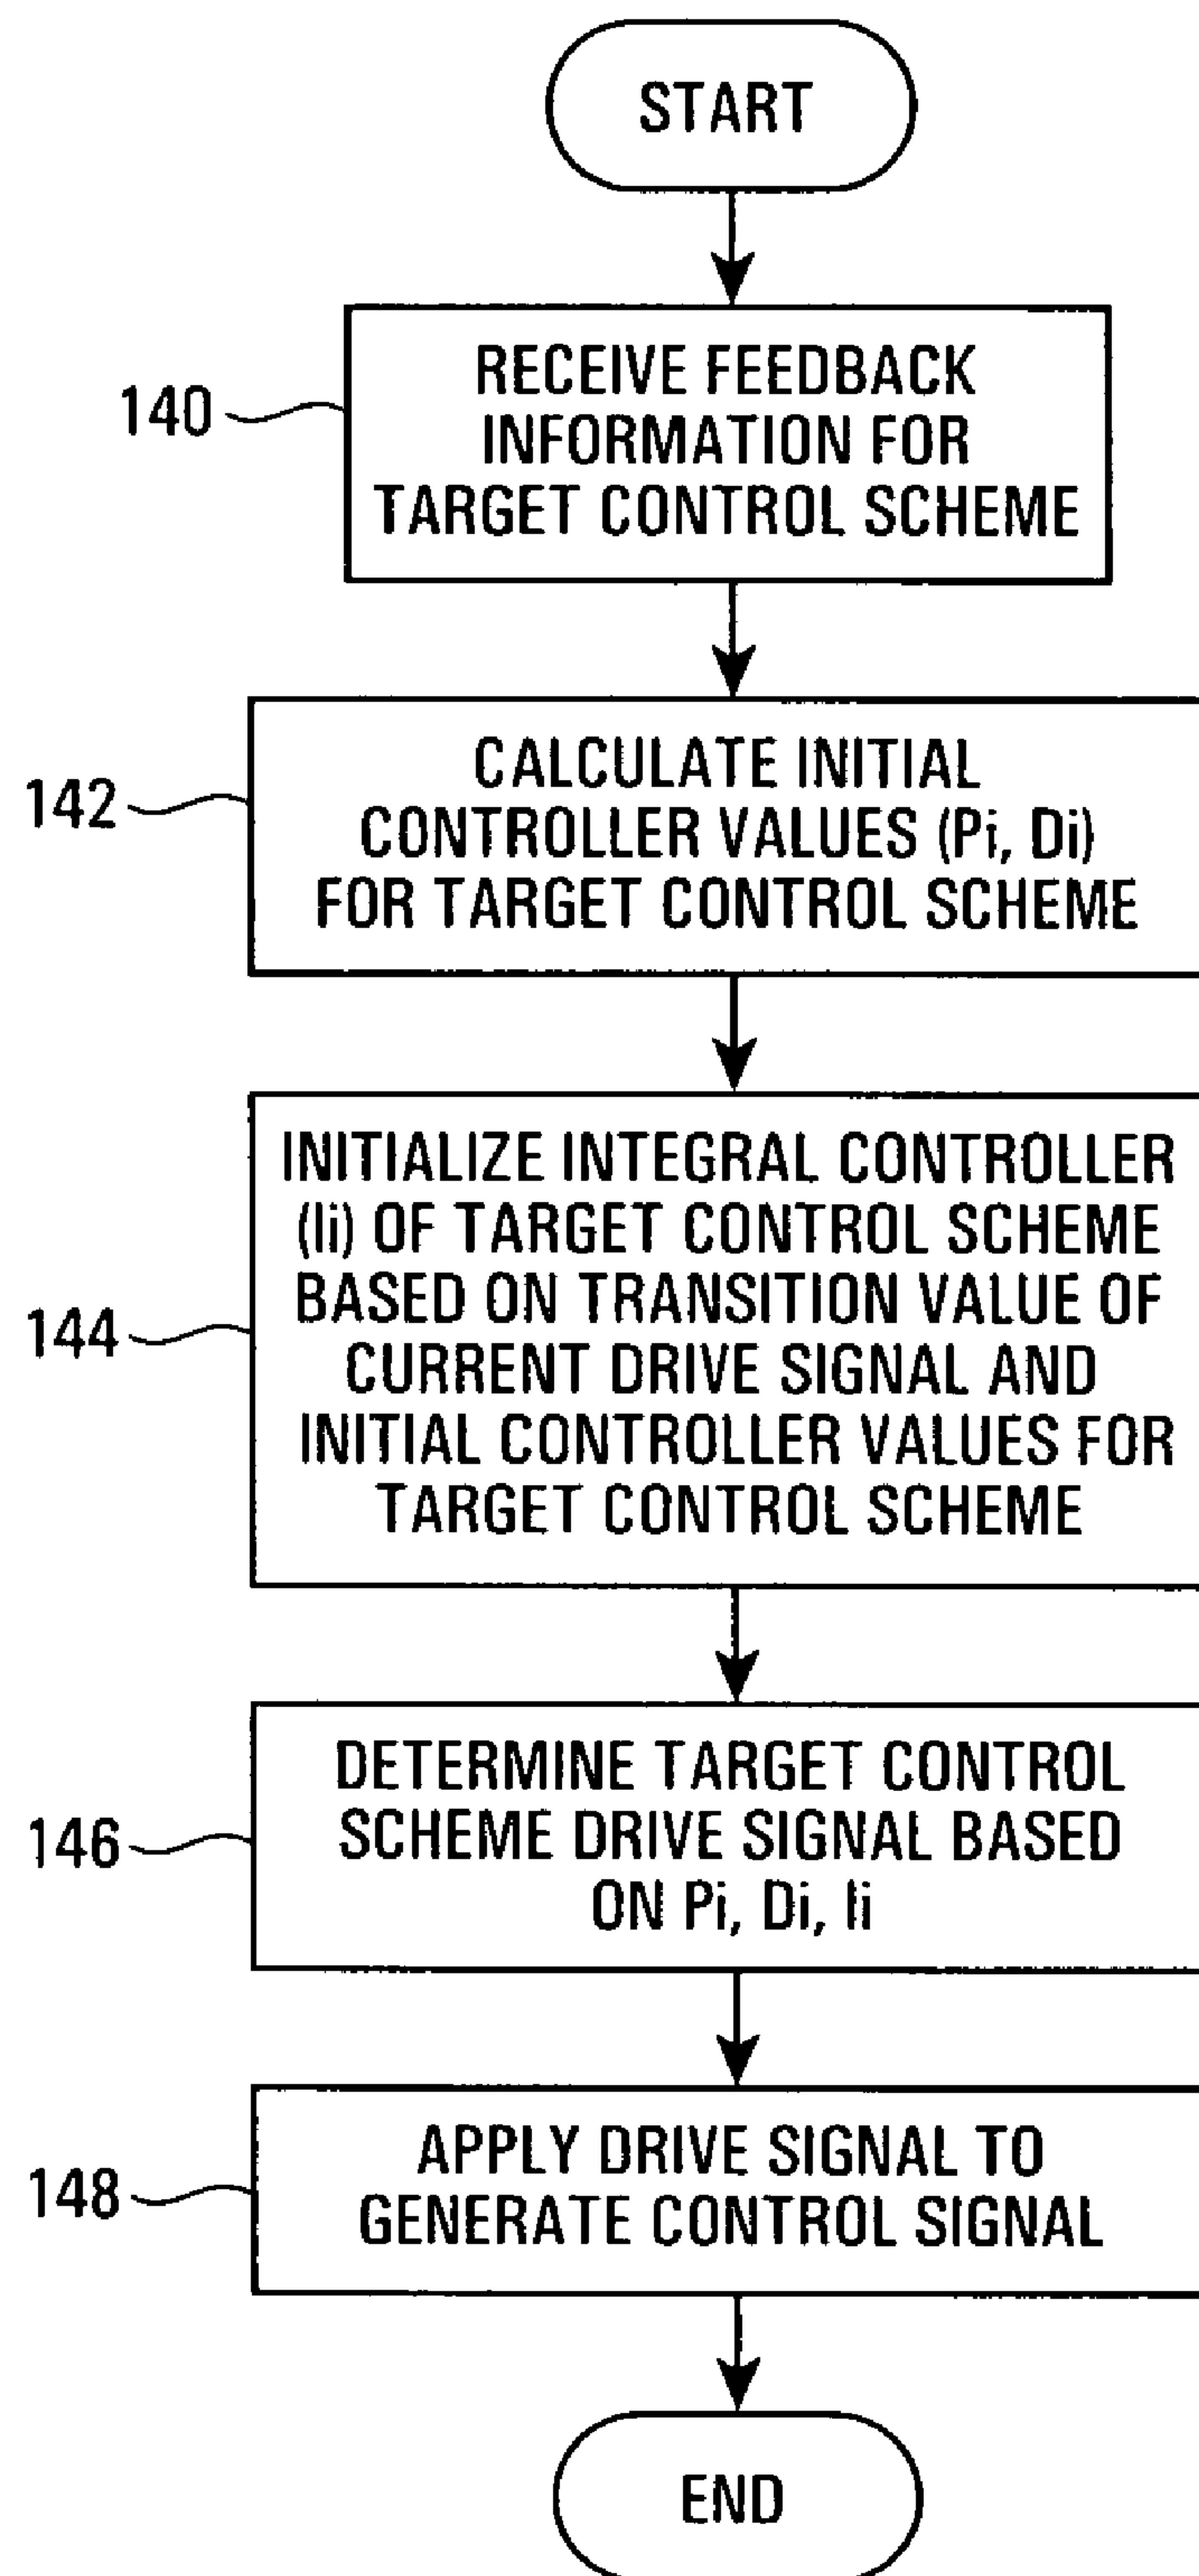 START
140
RECEIVE FEEDBACK
INFORMATION FOR
TARGET CONTROL SCHEME
142
CALCULATE INITIAL
CONTROLLER VALUES (Pi, Di)
FOR TARGET CONTROL SCHEME
144
INITIALIZE INTEGRAL CONTROLLER
(Ii) OF TARGET CONTROL SCHEME
BASED ON TRANSITION VALUE OF
CURRENT DRIVE SIGNAL AND
INITIAL CONTROLLER VALUES FOR
TARGET CONTROL SCHEME
146
DETERMINE TARGET CONTROL
SCHEME DRIVE SIGNAL BASED
ON Pi, Di, Ii
148
APPLY DRIVE SIGNAL TO
GENERATE CONTROL SIGNAL
END